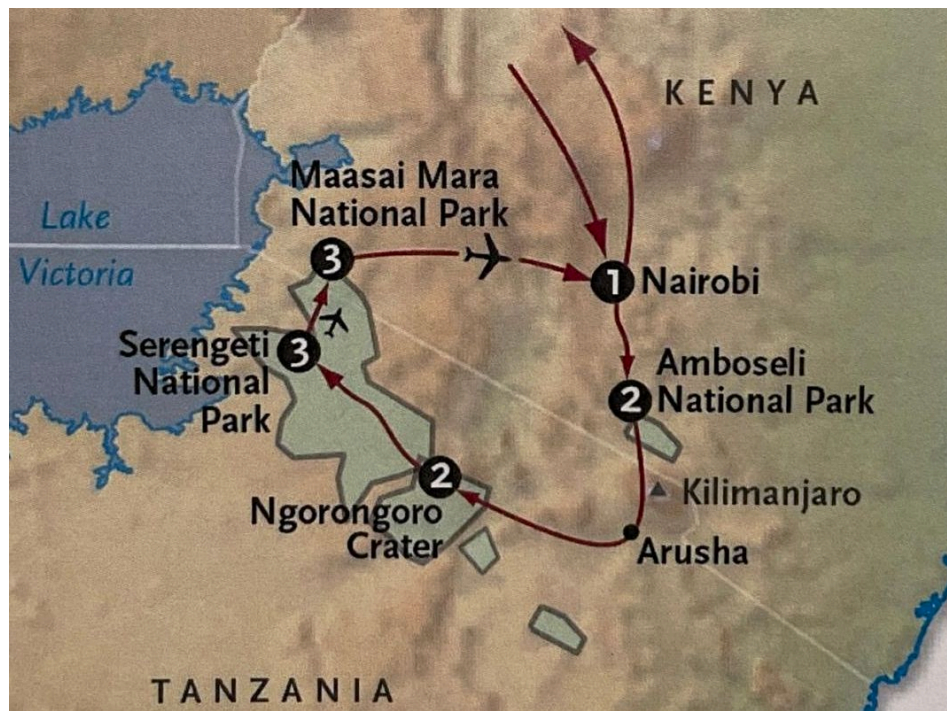 KENYA
Maasai Mara
National Park
Lake
Victoria
3
1
Nairobi
Serengeti
National
Park
3
Amboseli
National Park
2
2
Kilimanjaro
Ngorongoro
Crater
Arusha
TANZANIA